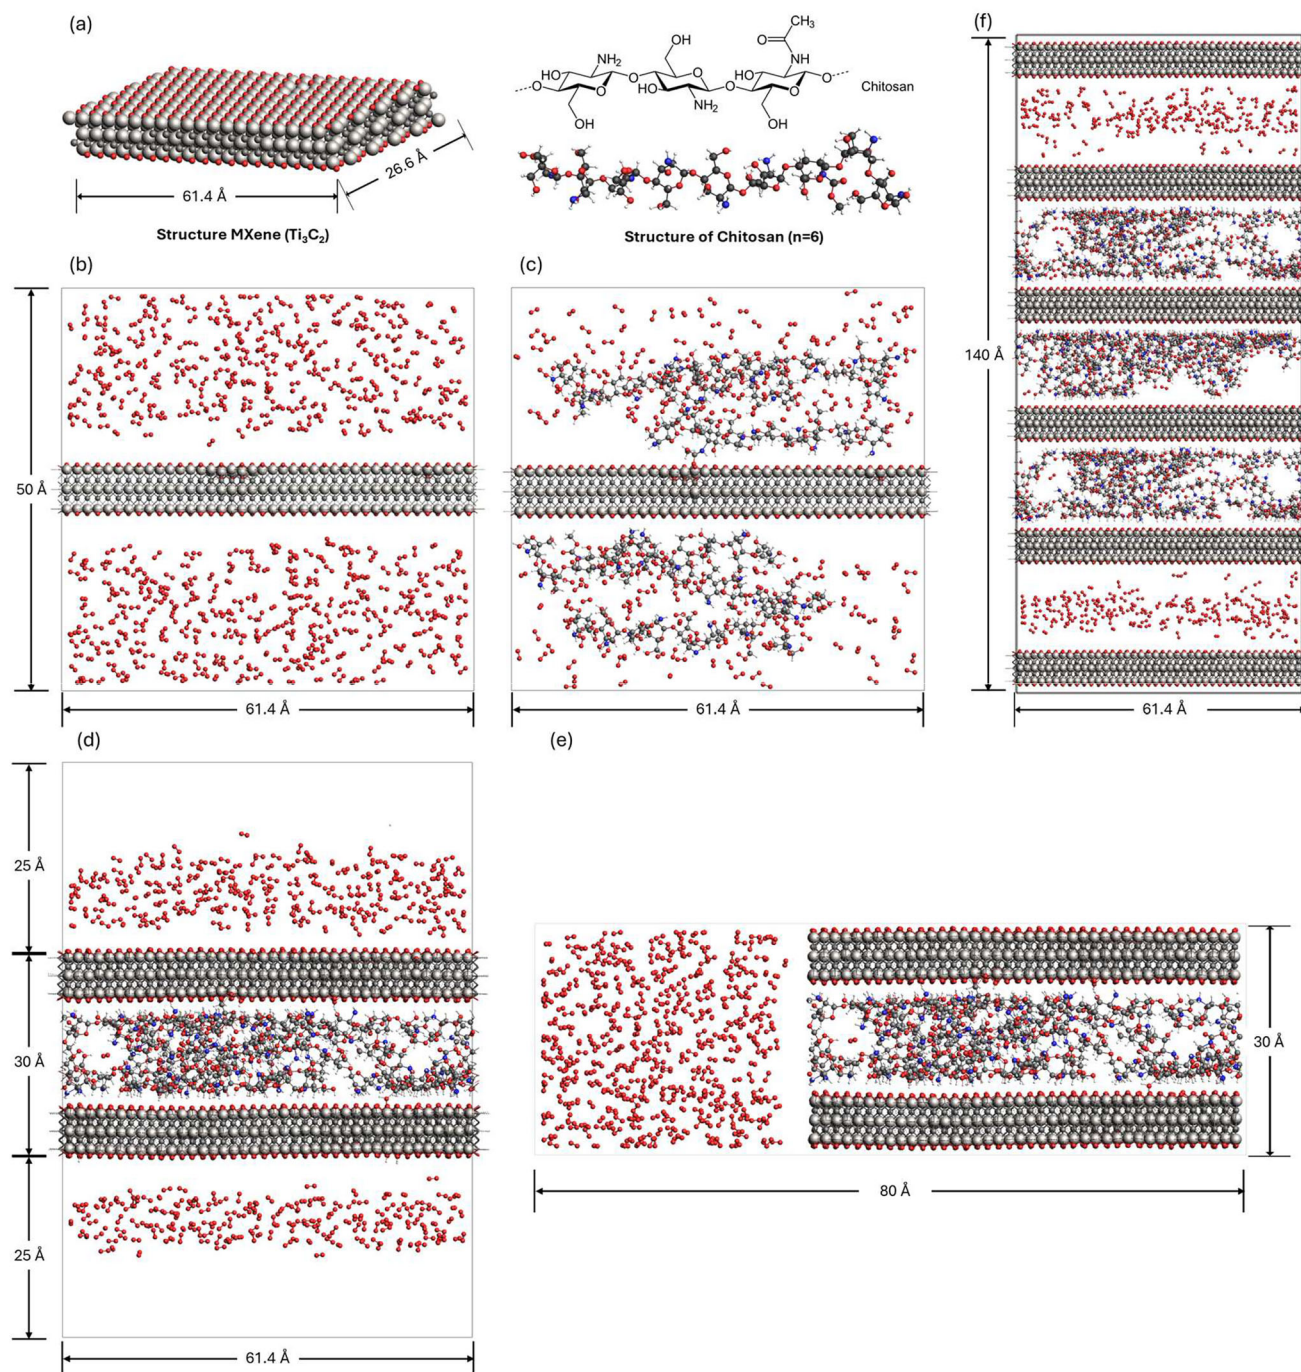 (a)
61.4 Å
26.6 Å
Structure MXene (Ti₃C₂)
CH₃
O
NH
OH
NH₂
HO
O
HO
O
HO
O
O
O
O
O
HO
NH₂
OH
OH
Chitosan
Structure of Chitosan (n=6)
(b)
50 Å
61.4 Å
(c)
61.4 Å
(f)
140 Å
61.4 Å
(d)
25 Å
30 Å
25 Å
61.4 Å
(e)
30 Å
80 Å